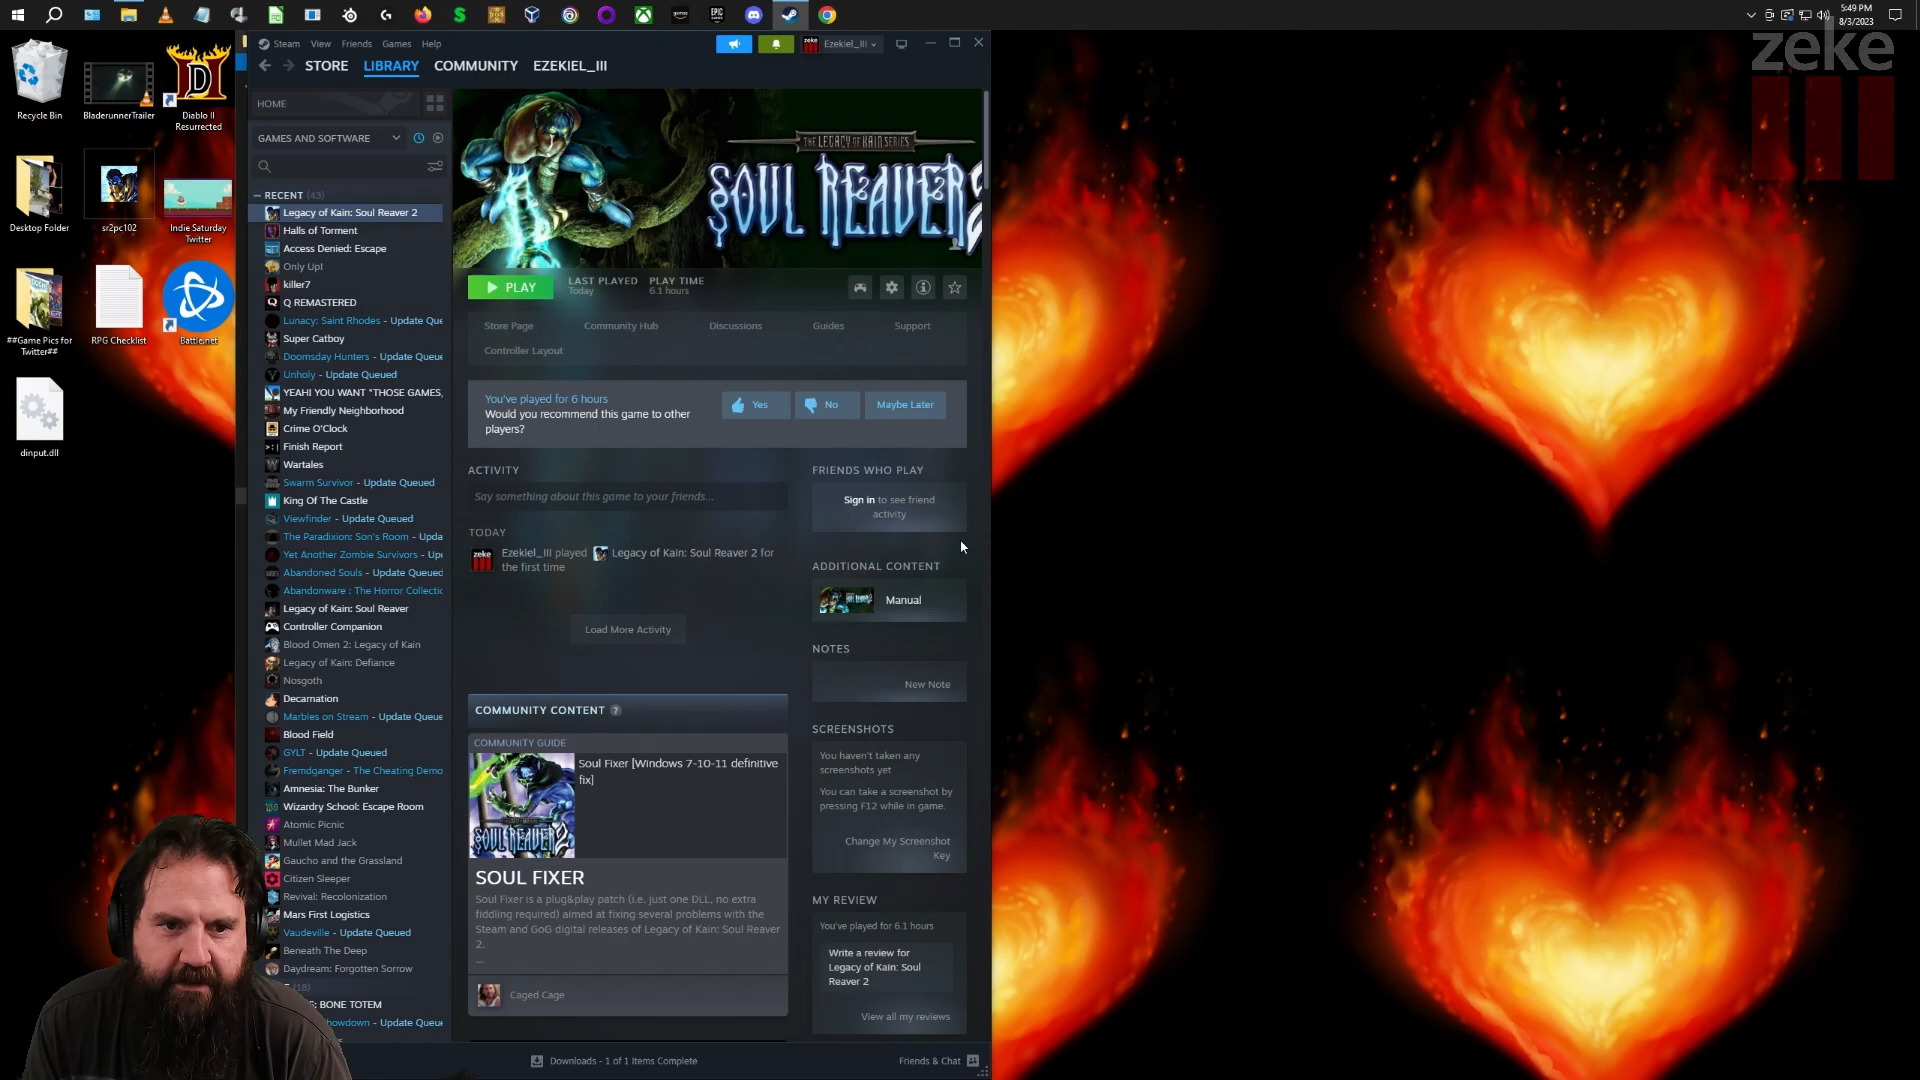 5:49 PM
8/3/2023
zeke
Recycle Bin
BladerunnerTrailer
Diablo II
Resurrected
Desktop Folder
sr2pc102
Indie Saturday
Twitter
##Game Pics for
Twitter##
RPG Checklist
Battle.net
dinput.dll
Steam View Friends Games Help
Ezekiel_III
STORE LIBRARY COMMUNITY EZEKIEL_III
HOME
GAMES AND SOFTWARE
RECENT (43)
Legacy of Kain: Soul Reaver 2
Halls of Torment
Access Denied: Escape
Only Up!
killer7
Q REMASTERED
Lunacy: Saint Rhodes - Update Que
Super Catboy
Doomsday Hunters - Update Queue
Unholy - Update Queued
YEAH! YOU WANT "THOSE GAMES,
My Friendly Neighborhood
Crime O'Clock
Finish Report
Wartales
Swarm Survivor - Update Queued
King Of The Castle
Viewfinder - Update Queued
The Paradixion: Son's Room - Upda
Yet Another Zombie Survivors - Up
Abandoned Souls - Update Queued
Abandonware : The Horror Collectic
Legacy of Kain: Soul Reaver
Controller Companion
Blood Omen 2: Legacy of Kain
Legacy of Kain: Defiance
Nosgoth
Decarnation
Marbles on Stream - Update Queue
Blood Field
GYLT - Update Queued
Fremdganger - The Cheating Demo
Amnesia: The Bunker
Wizardry School: Escape Room
Atomic Picnic
Mullet Mad Jack
Gaucho and the Grassland
Citizen Sleeper
Revival: Recolonization
Mars First Logistics
Vaudeville - Update Queued
Beneath The Deep
Daydream: Forgotten Sorrow
(18)
: BONE TOTEM
howdown - Update Queue
THE LEGACY OF KAIN SERIES
SOUL REAVER 2
PLAY
LAST PLAYED
Today
PLAY TIME
6.1 hours
Store Page Community Hub Discussions Guides Support
Controller Layout
You've played for 6 hours
Would you recommend this game to other
players?
Yes No Maybe Later
ACTIVITY
Say something about this game to your friends...
TODAY
zeke
Ezekiel_III played Legacy of Kain: Soul Reaver 2 for
the first time
Load More Activity
COMMUNITY CONTENT ?
COMMUNITY GUIDE
Soul Fixer [Windows 7-10-11 definitive
fix]
SOUL REAVER 2
SOUL FIXER
Soul Fixer is a plug&play patch (i.e. just one DLL, no extra
fiddling required) aimed at fixing several problems with the
Steam and GoG digital releases of Legacy of Kain: Soul Reaver
2.
...
Caged Cage
FRIENDS WHO PLAY
Sign in to see friend
activity
ADDITIONAL CONTENT
Manual
NOTES
New Note
SCREENSHOTS
You haven't taken any
screenshots yet
You can take a screenshot by
pressing F12 while in game.
Change My Screenshot
Key
MY REVIEW
You've played for 6.1 hours
Write a review for
Legacy of Kain: Soul
Reaver 2
View all my reviews
Downloads - 1 of 1 Items Complete
Friends & Chat